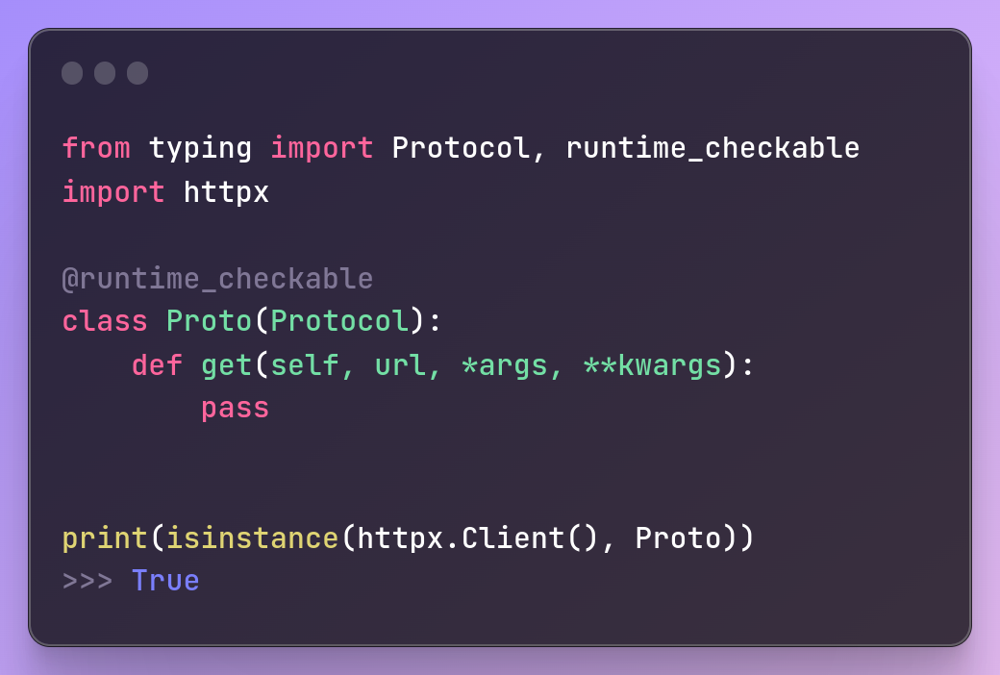 from typing import Protocol, runtime_checkable
import httpx
@runtime_checkable
class Proto(Protocol):
    def get(self, url, *args, **kwargs):
        pass
print(isinstance(httpx.Client(), Proto))
>>> True